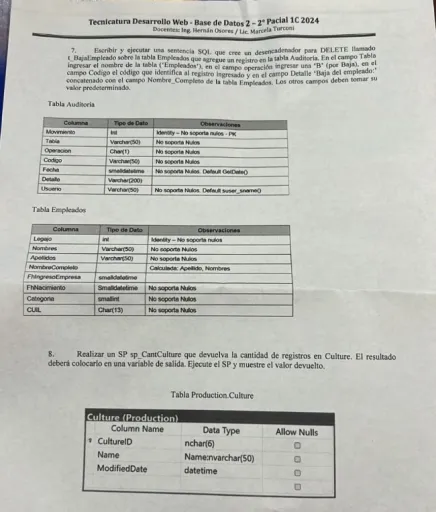 Tecnicatura Desarrollo Web - Base de Datos 2 - 2º Pacial 1C 2024
Docentes: Ing. Hernán Osores / Lic. Marcela Turconi
7. Escribir y ejecutar una sentencia SQL que cree un desencadenador para DELETE llamado
t_BajaEmpleado sobre la tabla Empleados que agregue un registro en la tabla Auditoria. En el campo Tabla
ingresar el nombre de la tabla ("Empleados"), en el campo operación ingresar una "B" (por Baja), en el
campo Codigo el código que identifica al registro ingresado y en el campo Detalle 'Baja del empleado:'
concatenado con el campo Nombre_Completo de la tabla Empleados. Los otros campos deben tomar su
valor predeterminado.
Tabla Auditoria
Columna Tipo de Dato Observaciones
Movimiento Int Identity – No soporta nulos - PK
Tabla Varchar(50) No soporta Nulos
Operacion Char(1) No soporta Nulos
Codigo Varchar(50) No soporta Nulos
Fecha smalldatetime No soporta Nulos. Default GetDate()
Detalle Varchar(200)
Usuario Varchar(50) No soporta Nulos. Default suser_sname()
Tabla Empleados
Columna Tipo de Dato Observaciones
Legajo int Identity – No soporta nulos
Nombres Varchar(50) No soporta Nulos
Apellidos Varchar(50) No soporta Nulos
NombreCompleto Calculada: Apellido, Nombres
FhIngresoEmpresa smalldatetime
FNNacimiento Smalldatetime No soporta Nulos
Categoria smallint No soporta Nulos
CUIL Char(13) No soporta Nulos
8. Realizar un SP sp_CantCulture que devuelva la cantidad de registros en Culture. El resultado
deberá colocarlo en una variable de salida. Ejecute el SP y muestre el valor devuelto.
Tabla Production.Culture
Culture (Production)
Column Name Data Type Allow Nulls
CultureID nchar(6)
Name Name:nvarchar(50)
ModifiedDate datetime